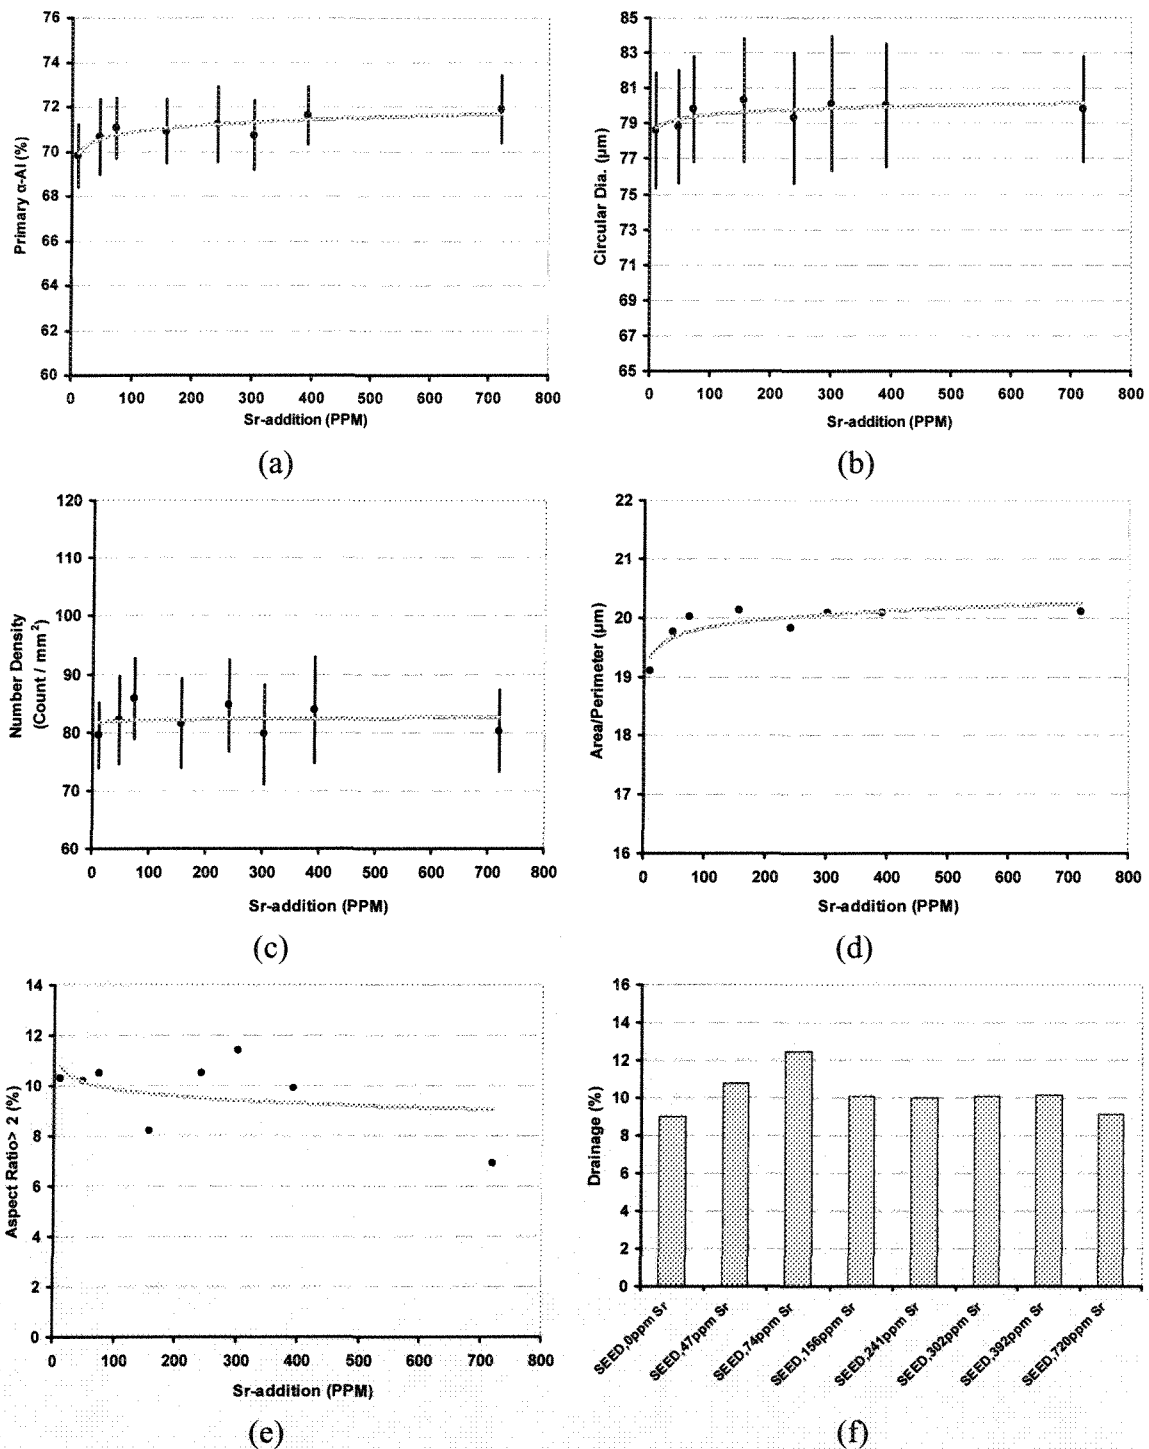 76
74
72
70
68
66
64
62
60
Primary α-Al (%)
0 100 200 300 400 500 600 700 800
Sr-addition (PPM)
(a)
85
83
81
79
77
75
73
71
69
67
65
Circular Dia. (µm)
0 100 200 300 400 500 600 700 800
Sr-addition (PPM)
(b)
120
110
100
90
80
70
60
Number Density
(Count / mm²)
0 100 200 300 400 500 600 700 800
Sr-addition (PPM)
(c)
22
21
20
19
18
17
16
Area/Perimeter (µm)
0 100 200 300 400 500 600 700 800
Sr-addition (PPM)
(d)
14
12
10
8
6
4
2
0
Aspect Ratio> 2 (%)
0 100 200 300 400 500 600 700 800
Sr-addition (PPM)
(e)
16
14
12
10
8
6
4
2
0
Drainage (%)
SEED,0ppm Sr
SEED,47ppm Sr
SEED,74ppm Sr
SEED,156ppm Sr
SEED,241ppm Sr
SEED,302ppm Sr
SEED,392ppm Sr
SEED,720ppm Sr
(f)